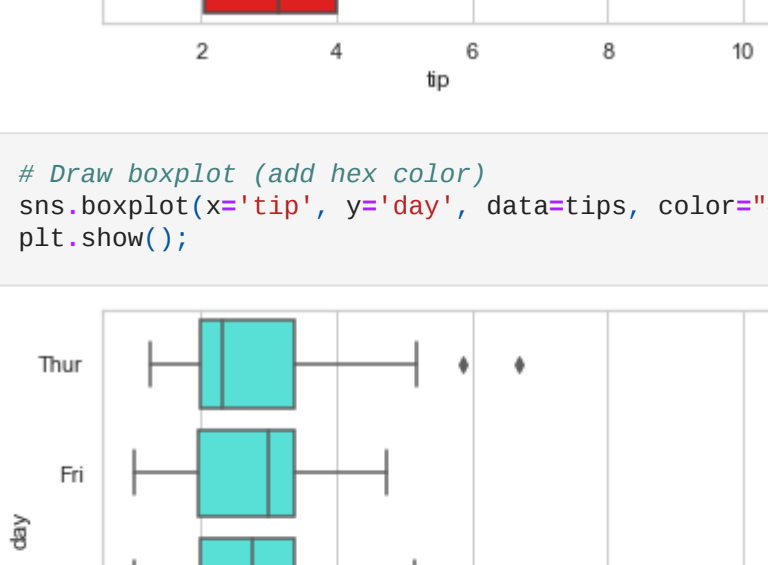 2 4 6 8 10
tip
# Draw boxplot (add hex color)
sns.boxplot(x='tip', y='day', data=tips, color="
plt.show();
Thur
Fri
day